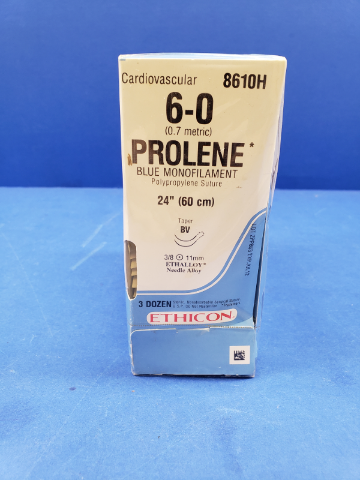 Cardiovascular 8610H
6-0
(0.7 metric)
PROLENE*
BLUE MONOFILAMENT
Polypropylene Suture
24" (60 cm)
Taper
BV
3/8 11mm
ETHALLOY*
Needle Alloy
3 DOZEN
ETHICON